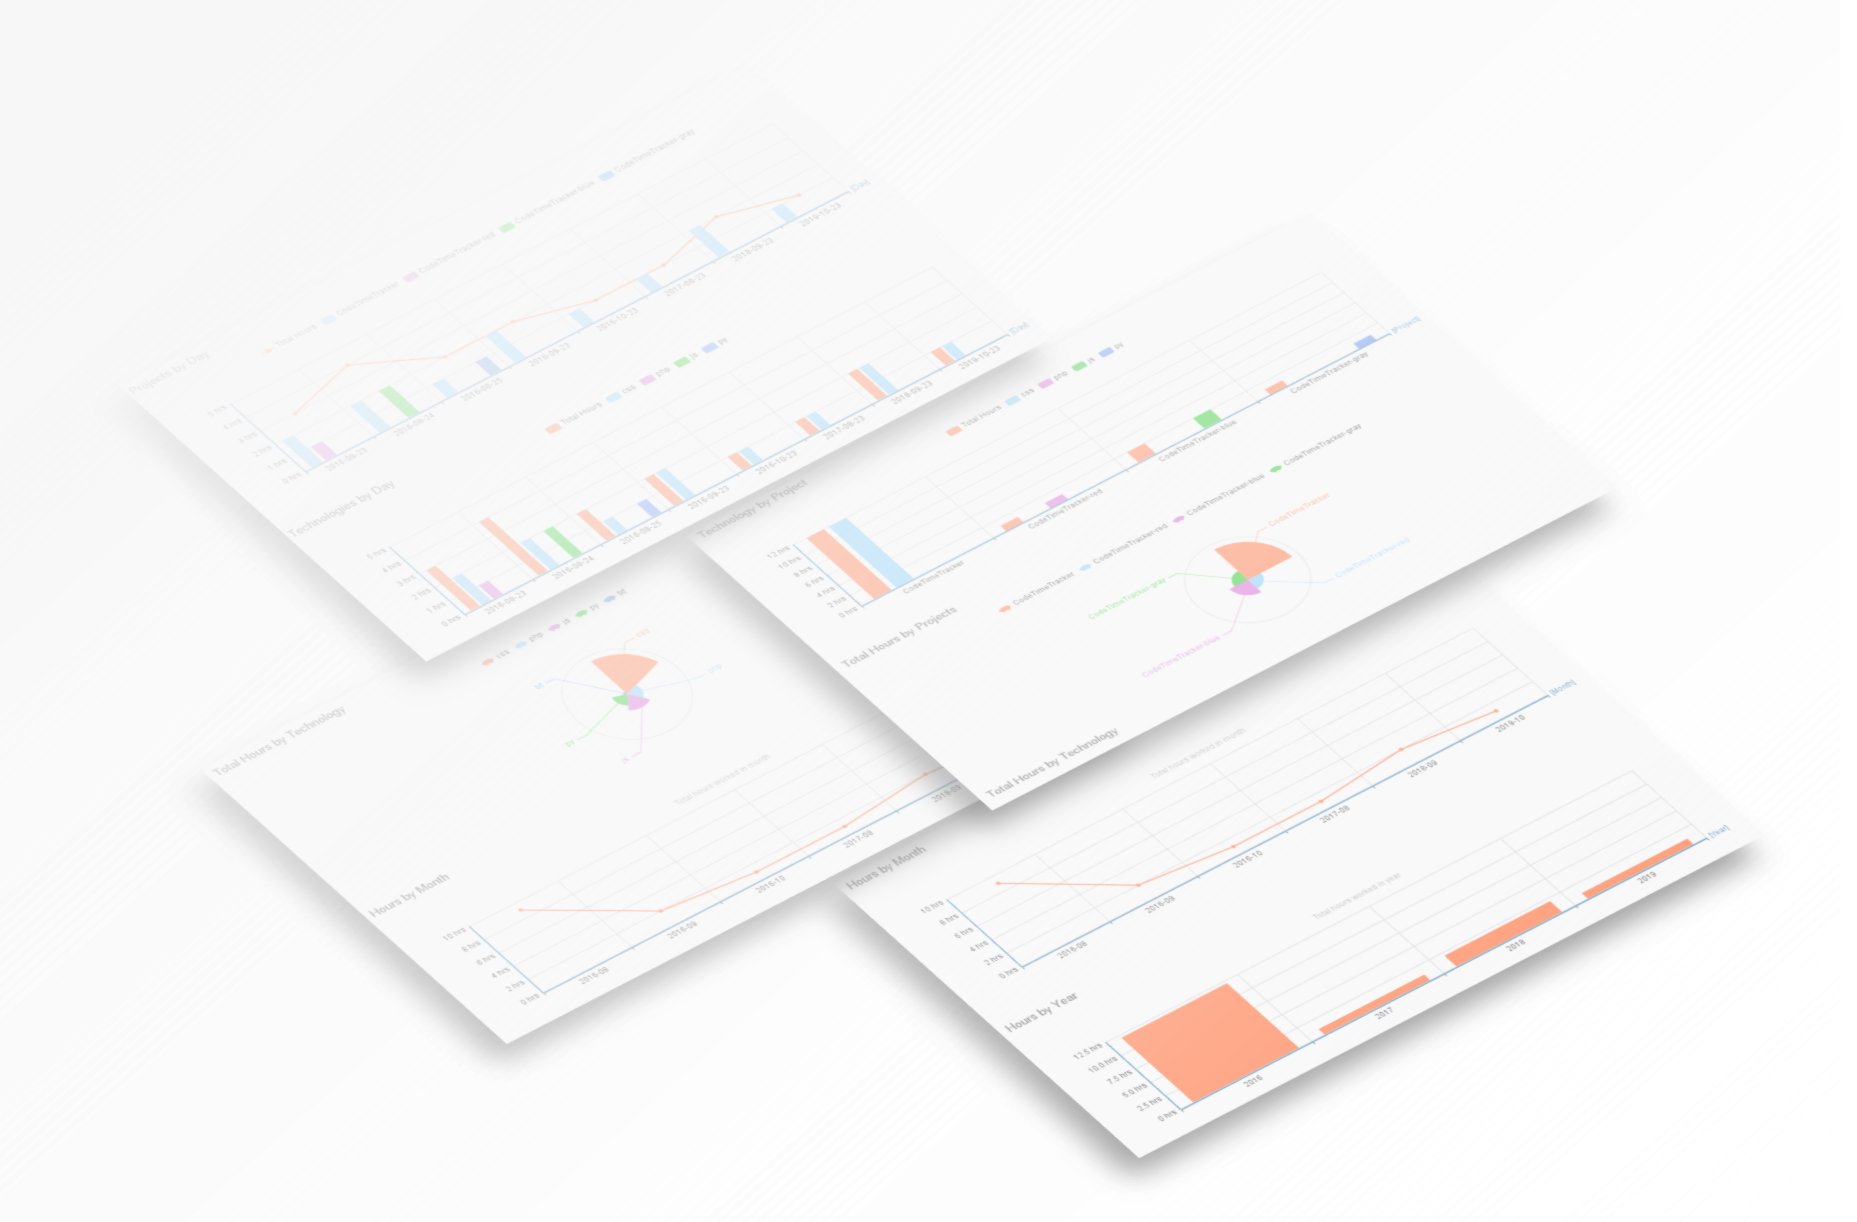 Projects by Day
Total Hours CodeTimeTracker CodeTimeTracker-red CodeTimeTracker-blue CodeTimeTracker-gray
5 hrs
4 hrs
3 hrs
2 hrs
1 hrs
0 hrs
2016-08-23 2016-08-24 2016-08-25 2016-09-23 2016-10-23 2017-08-23 2018-09-23 2019-10-23
Technologies by Day
Total Hours css php js py
[Day]
5 hrs
4 hrs
3 hrs
2 hrs
1 hrs
0 hrs
2016-08-23 2016-08-24 2016-08-25 2016-09-23 2016-10-23 2017-08-23 2018-09-23 2019-10-23
Technology by Project
Total Hours css php js py
[Project]
12 hrs
10 hrs
8 hrs
6 hrs
4 hrs
2 hrs
0 hrs
CodeTimeTracker CodeTimeTracker-red CodeTimeTracker-blue CodeTimeTracker-gray
Total Hours by Projects
CodeTimeTracker CodeTimeTracker-red CodeTimeTracker-blue CodeTimeTracker-gray
CodeTimeTracker
CodeTimeTracker-red
CodeTimeTracker-gray
CodeTimeTracker-blue
Total Hours by Technology
Total Hours by Technology
css php js py txt
css
php
py
js
Hours by Month
Total hours worked in month
10 hrs
8 hrs
6 hrs
4 hrs
2 hrs
0 hrs
2016-08 2016-09 2016-10 2017-08 2018-09
Hours by Month
Total hours worked in month
[Month]
10 hrs
8 hrs
6 hrs
4 hrs
2 hrs
0 hrs
2016-08 2016-09 2016-10 2017-08 2018-09 2019-10
Hours by Year
Total hours worked in year
[Year]
12.5 hrs
10.0 hrs
7.5 hrs
5.0 hrs
2.5 hrs
0 hrs
2016 2017 2018 2019